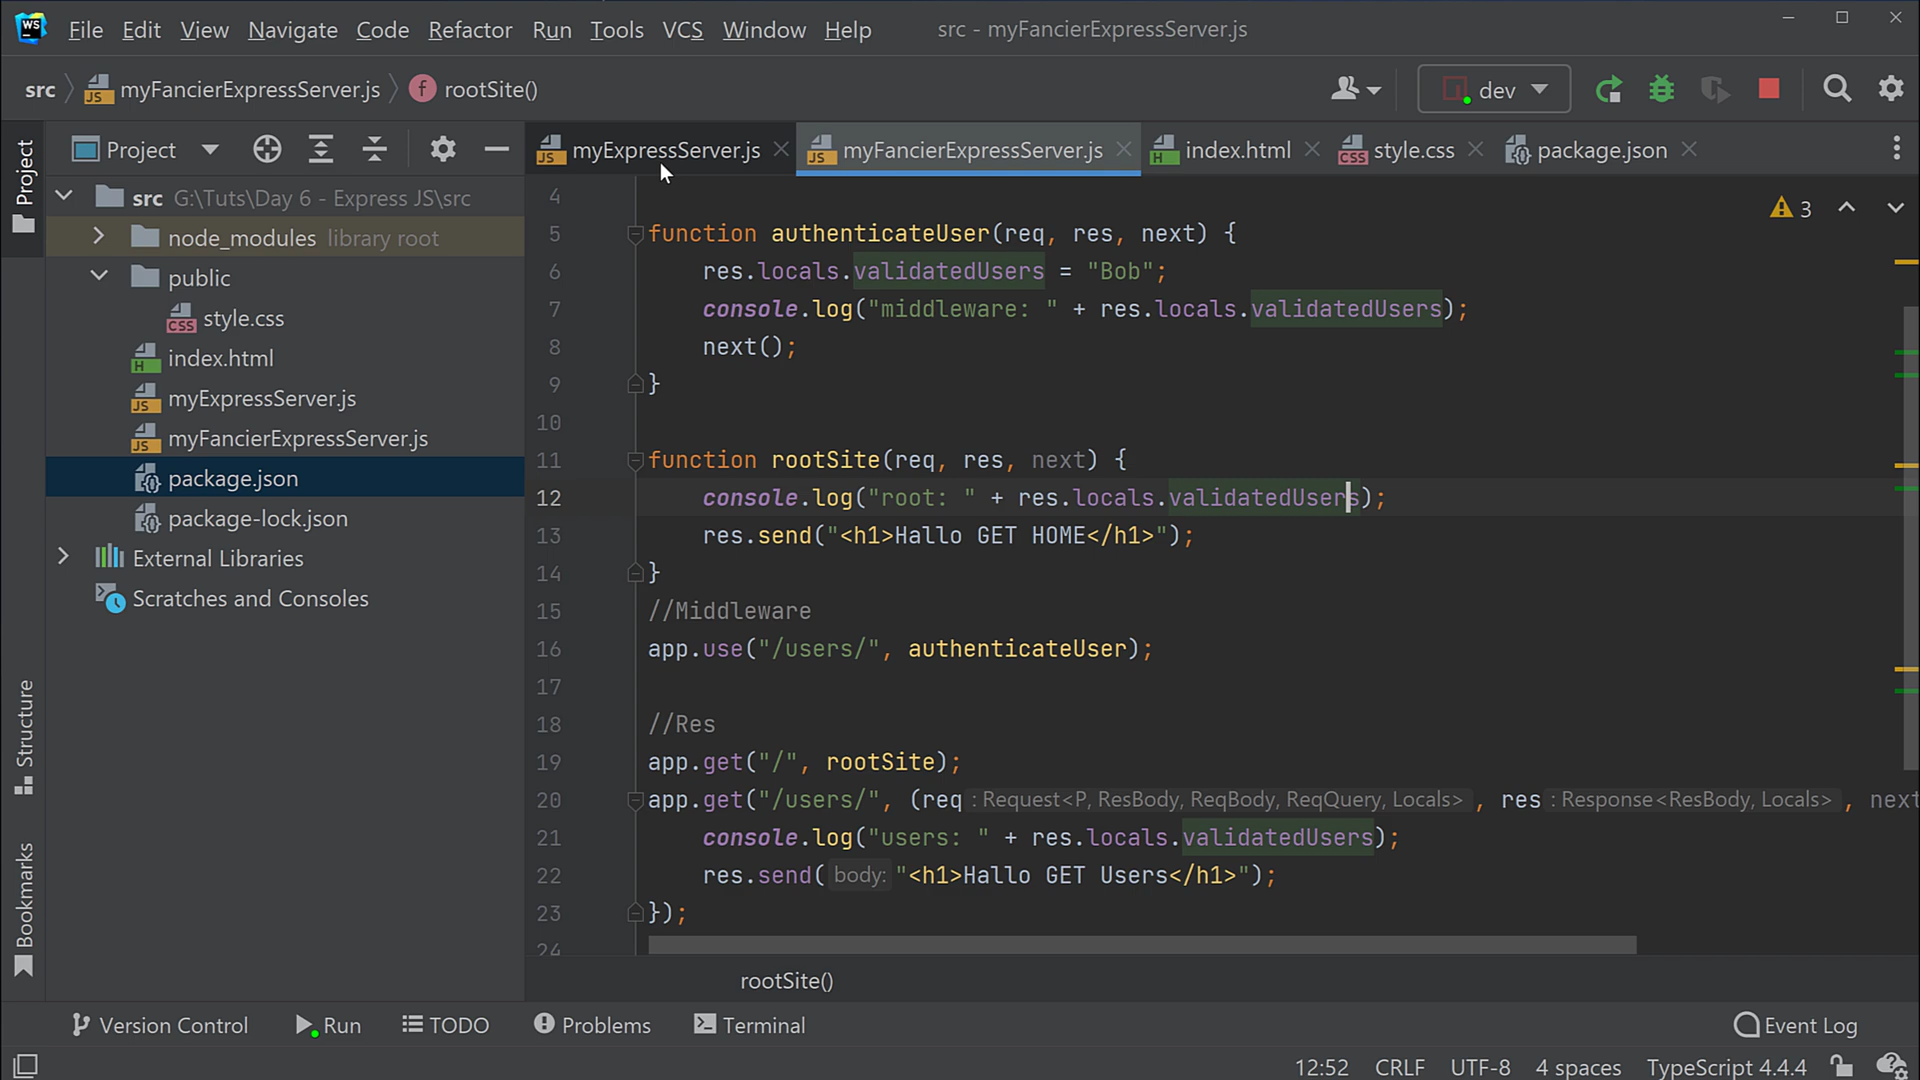 WS File Edit View Navigate Code Refactor Run Tools VCS Window Help src - myFancierExpressServer.js
src myFancierExpressServer.js f rootSite() dev
Project myExpressServer.js myFancierExpressServer.js index.html style.css package.json
Project
src G:\Tuts\Day 6 - Express JS\src
node_modules library root
public
style.css
index.html
myExpressServer.js
myFancierExpressServer.js
package.json
package-lock.json
External Libraries
Scratches and Consoles
Structure
Bookmarks
3
4
5 function authenticateUser(req, res, next) {
6 res.locals.validatedUsers = "Bob";
7 console.log("middleware: " + res.locals.validatedUsers);
8 next();
9 }
10
11 function rootSite(req, res, next) {
12 console.log("root: " + res.locals.validatedUsers);
13 res.send("<h1>Hallo GET HOME</h1>");
14 }
15 //Middleware
16 app.use("/users/", authenticateUser);
17
18 //Res
19 app.get("/", rootSite);
20 app.get("/users/", (req : Request<P, ResBody, ReqBody, ReqQuery, Locals> , res : Response<ResBody, Locals> , next
21 console.log("users: " + res.locals.validatedUsers);
22 res.send( body: "<h1>Hallo GET Users</h1>");
23 });
24
rootSite()
Version Control Run TODO Problems Terminal Event Log
12:52 CRLF UTF-8 4 spaces TypeScript 4.4.4